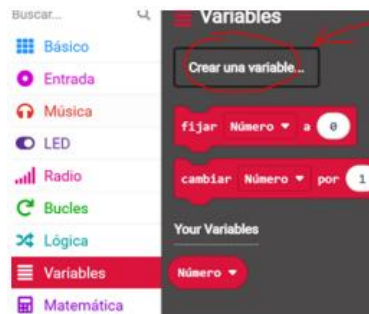 Buscar...
Básico
Entrada
Música
LED
Radio
Bucles
Lógica
Variables
Matemática
Variables
Crear una variable...
fijar Número a 0
cambiar Número por 1
Your Variables
Número